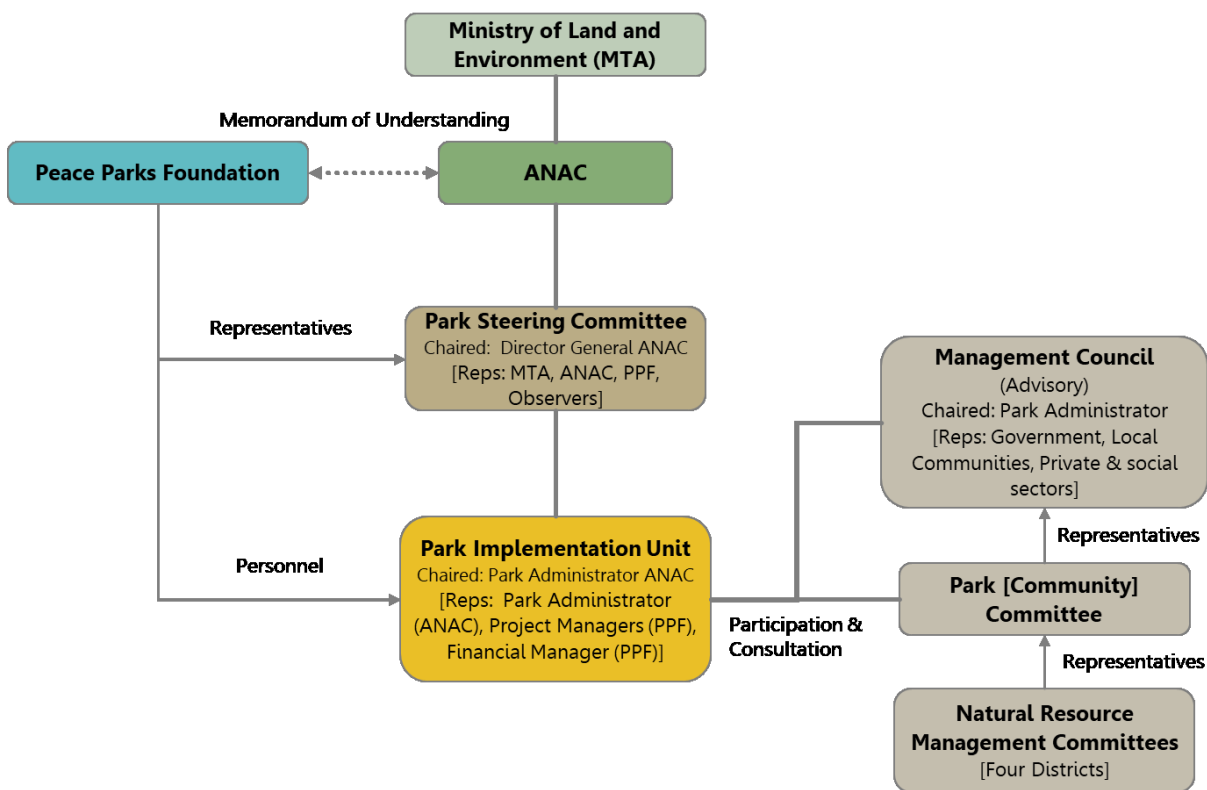 Ministry of Land and
Environment (MTA)
Memorandum of Understanding
Peace Parks Foundation
ANAC
Representatives
Park Steering Committee
Chaired: Director General ANAC
[Reps: MTA, ANAC, PPF,
Observers]
Management Council
(Advisory)
Chaired: Park Administrator
[Reps: Government, Local
Communities, Private & social
sectors]
Representatives
Personnel
Park Implementation Unit
Chaired: Park Administrator ANAC
[Reps: Park Administrator
(ANAC), Project Managers (PPF),
Financial Manager (PPF)]
Participation &
Consultation
Park [Community]
Committee
Representatives
Natural Resource
Management Committees
[Four Districts]